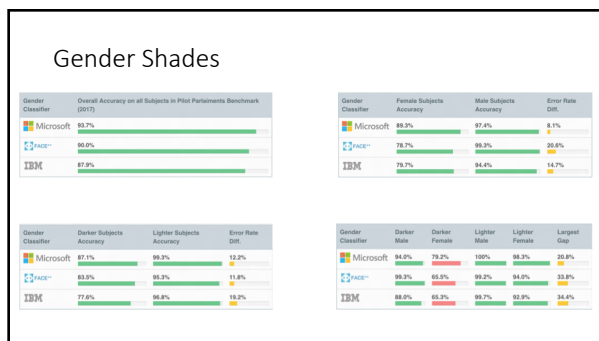 Gender Shades
Gender Classifier Overall Accuracy on all Subjects in Pilot Parlaiments Benchmark (2017)
Microsoft 93.7%
FACE++ 90.0%
IBM 87.9%
Gender Classifier Female Subjects Accuracy Male Subjects Accuracy Error Rate Diff.
Microsoft 89.3% 97.4% 8.1%
FACE++ 78.7% 99.3% 20.6%
IBM 79.7% 94.4% 14.7%
Gender Classifier Darker Subjects Accuracy Lighter Subjects Accuracy Error Rate Diff.
Microsoft 87.1% 99.3% 12.2%
FACE++ 83.5% 95.3% 11.8%
IBM 77.6% 96.8% 19.2%
Gender Classifier Darker Male Darker Female Lighter Male Lighter Female Largest Gap
Microsoft 94.0% 79.2% 100% 98.3% 20.8%
FACE++ 99.3% 65.5% 99.2% 94.0% 33.8%
IBM 88.0% 65.3% 99.7% 92.9% 34.4%